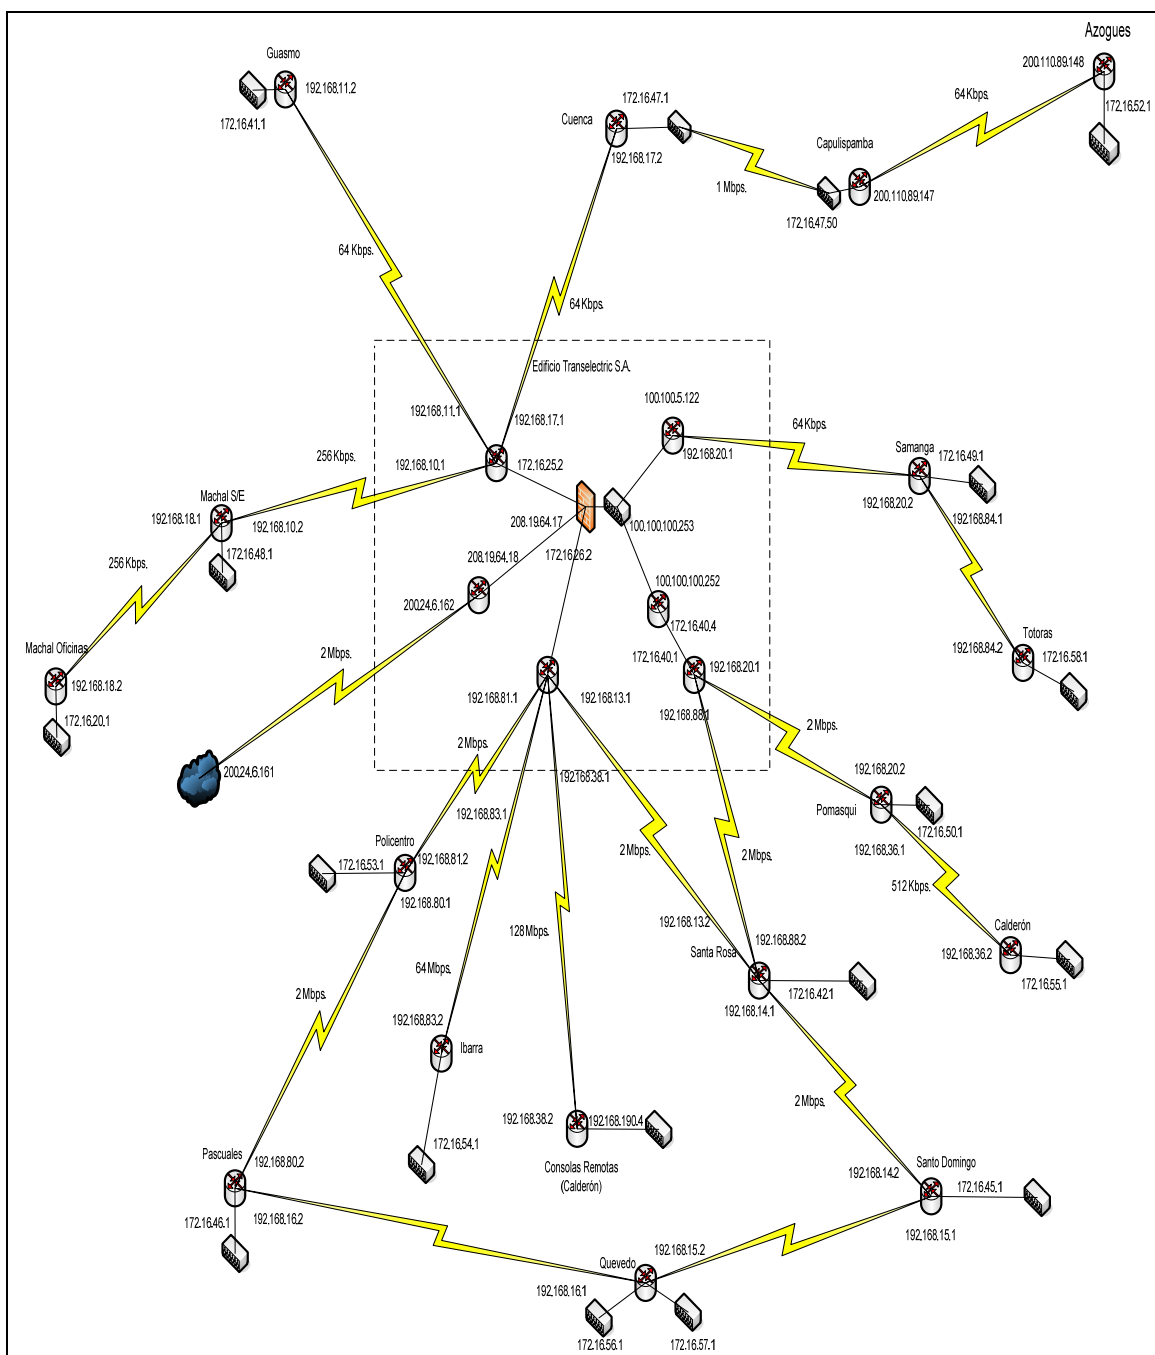 Azogues
Guasmo
200.110.89.148
192.168.11.2
64 Kbps.
172.16.47.1
172.16.52.1
172.16.41.1
Cuenca
Capulispamba
192.168.17.2
1 Mbps.
200.110.89.147
172.16.47.50
64 Kbps.
64 Kbps.
Edificio Transelectric S.A.
100.100.5.122
192.168.11.1
192.168.17.1
64 Kbps.
Samanga
192.168.20.1
256 Kbps.
192.168.10.1
172.16.25.2
172.16.49.1
Machal S/E
192.168.20.2
192.168.18.1
192.168.84.1
192.168.10.2
208.19.64.17
100.100.100.253
172.16.48.1
208.19.64.18
172.16.26.2
256 Kbps.
200.24.6.162
100.100.100.252
172.16.40.4
Totoras
Machal Oficinas
2 Mbps.
172.16.40.1
192.168.20.1
192.168.84.2
172.16.58.1
192.168.18.2
192.168.81.1
192.168.13.1
192.168.88.1
172.16.20.1
2 Mbps.
2 Mbps.
200.24.6.161
192.168.38.1
192.168.20.2
192.168.83.1
Pomasqui
172.16.50.1
Policentro
192.168.36.1
192.168.81.2
2 Mbps.
2 Mbps.
172.16.53.1
512 Kbps.
192.168.80.1
192.168.13.2
Calderón
128 Mbps.
192.168.88.2
Santa Rosa
192.168.36.2
64 Mbps.
172.16.42.1
172.16.55.1
2 Mbps.
192.168.14.1
192.168.83.2
Ibarra
2 Mbps.
192.168.38.2
192.168.190.4
172.16.54.1
Pascuales
192.168.80.2
Consolas Remotas
(Calderón)
Santo Domingo
192.168.14.2
172.16.45.1
172.16.46.1
192.168.16.2
192.168.15.1
192.168.15.2
Quevedo
192.168.16.1
172.16.56.1
172.16.57.1